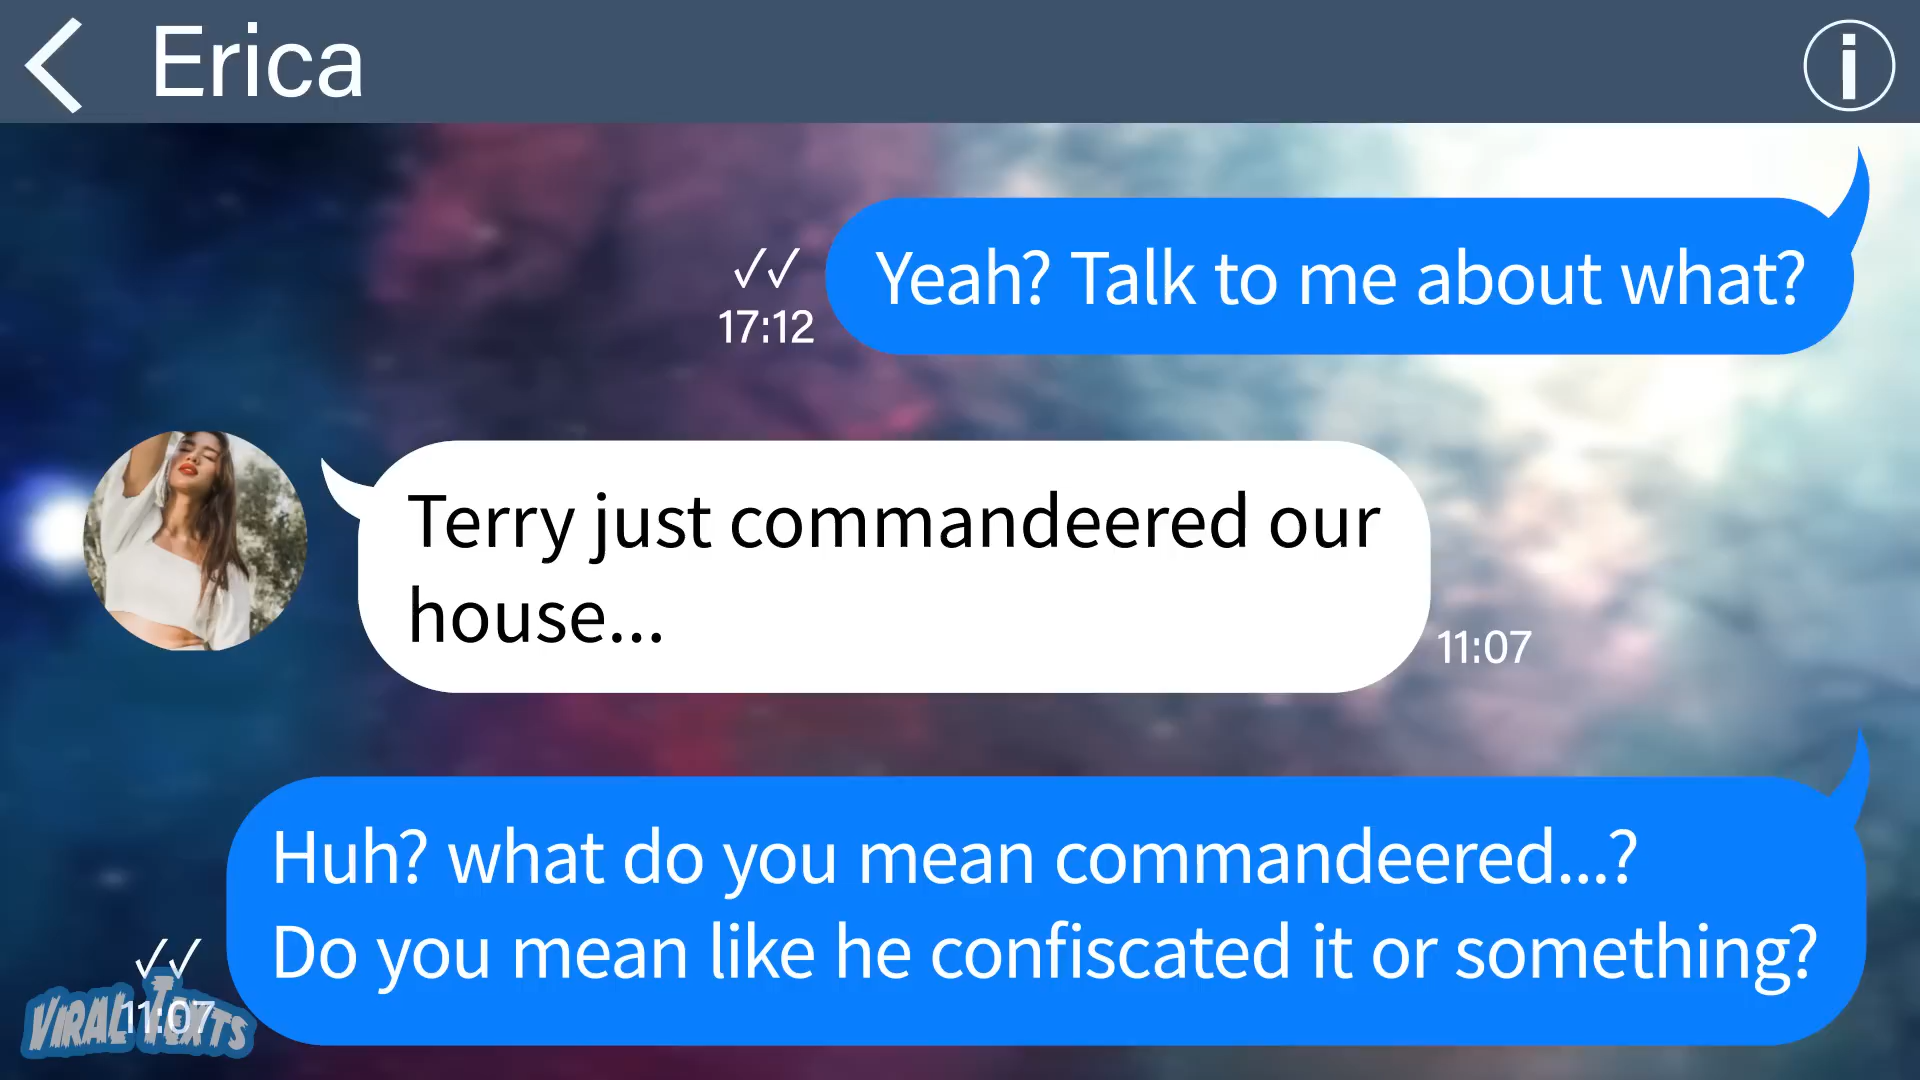 Erica
i
Yeah? Talk to me about what?
✓✓
17:12
Terry just commandeered our
house...
11:07
Huh? what do you mean commandeered...?
Do you mean like he confiscated it or something?
✓✓
11:07
VIRAL TEXTS